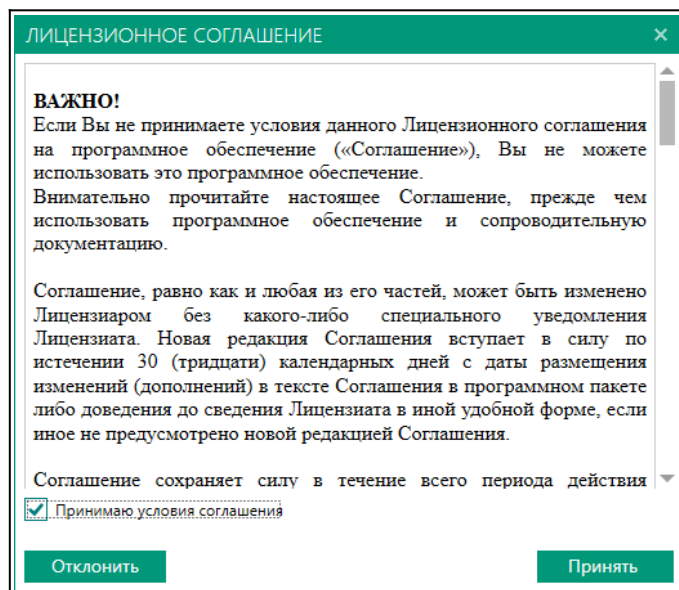 ЛИЦЕНЗИОННОЕ СОГЛАШЕНИЕ
ВАЖНО!
Если Вы не принимаете условия данного Лицензионного соглашения
на программное обеспечение («Соглашение»), Вы не можете
использовать это программное обеспечение.
Внимательно прочитайте настоящее Соглашение, прежде чем
использовать программное обеспечение и сопроводительную
документацию.
Соглашение, равно как и любая из его частей, может быть изменено
Лицензиаром без какого-либо специального уведомления
Лицензиата. Новая редакция Соглашения вступает в силу по
истечении 30 (тридцати) календарных дней с даты размещения
изменений (дополнений) в тексте Соглашения в программном пакете
либо доведения до сведения Лицензиата в иной удобной форме, если
иное не предусмотрено новой редакцией Соглашения.
Соглашение сохраняет силу в течение всего периода действия
Принимаю условия соглашения
Отклонить
Принять